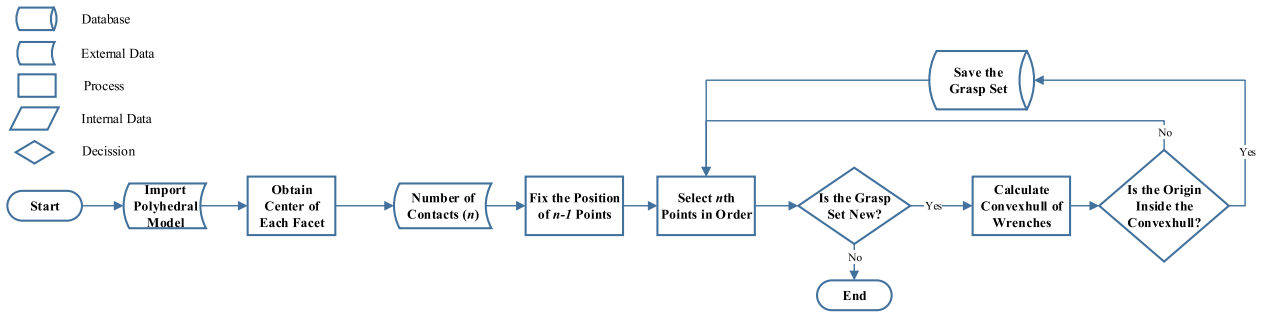 Database
External Data
Process
Internal Data
Decission
Start
Import
Polyhedral
Model
Obtain
Center of
Each Facet
Number of
Contacts (n)
Fix the Position
of n-1 Points
Select nth
Points in Order
Is the Grasp
Set New?
Yes
No
End
Calculate
Convexhull of
Wrenches
Is the Origin
Inside the
Convexhull?
No
Yes
Save the
Grasp Set